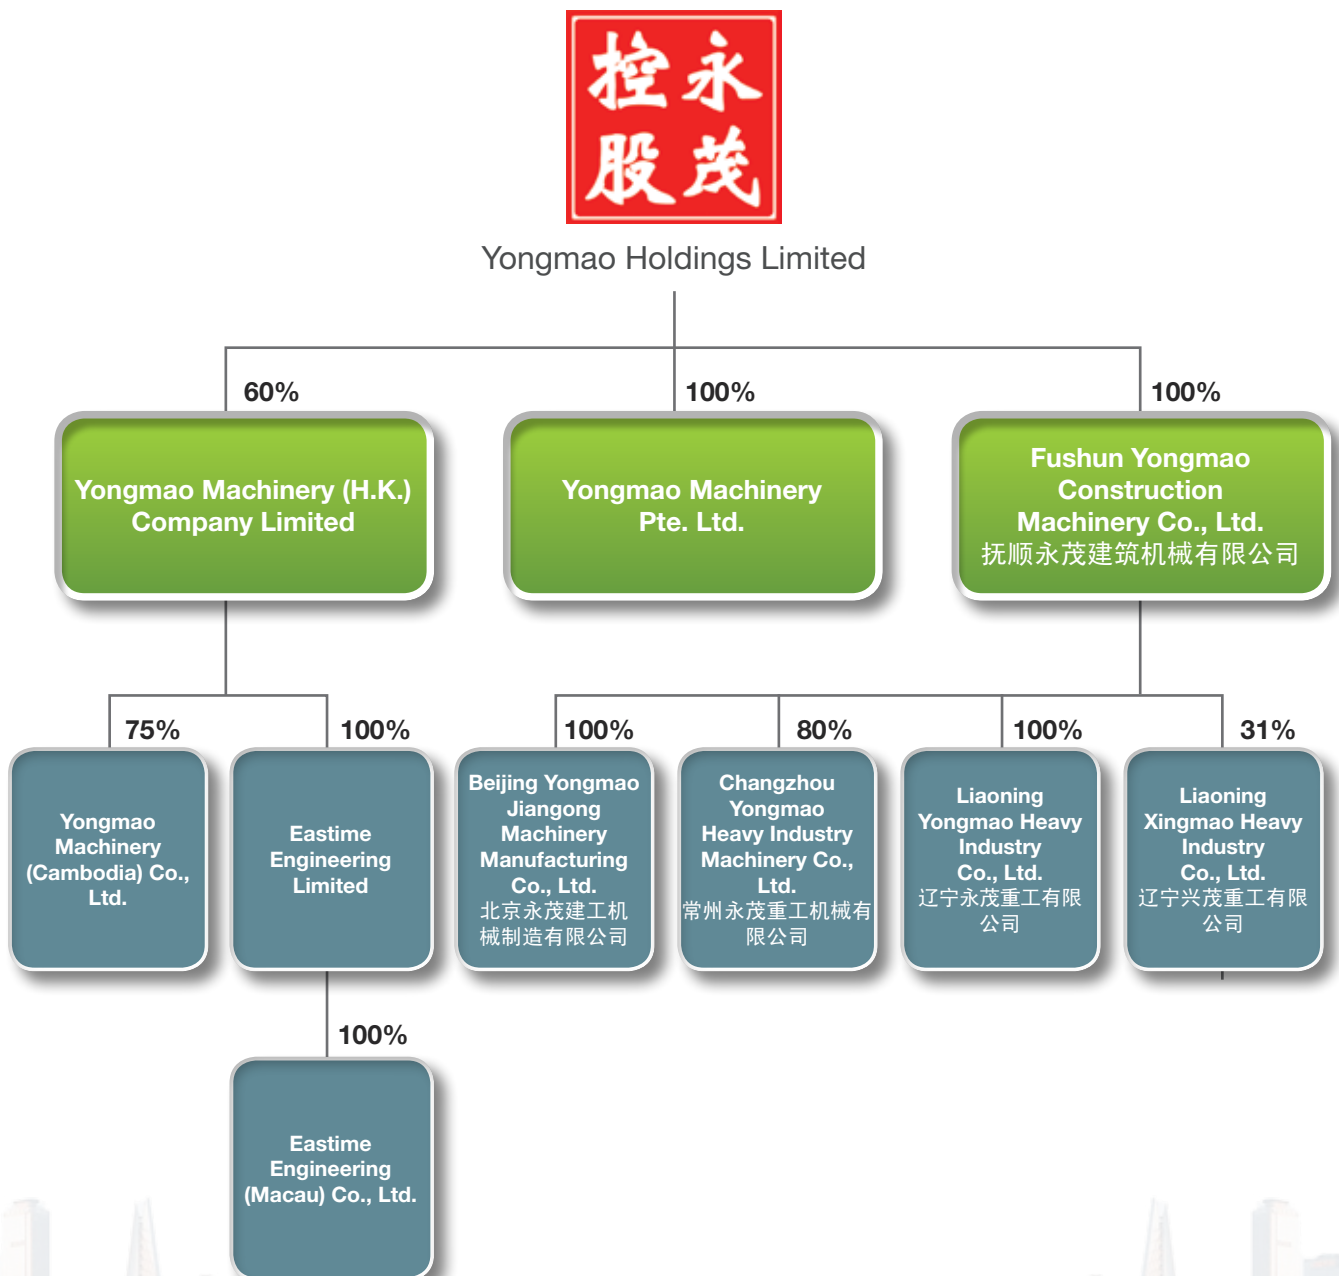 控永
股茂
Yongmao Holdings Limited
60%
100%
100%
Yongmao Machinery (H.K.)
Company Limited
Yongmao Machinery
Pte. Ltd.
Fushun Yongmao
Construction
Machinery Co., Ltd.
抚顺永茂建筑机械有限公司
75%
100%
100%
80%
100%
31%
Yongmao
Machinery
(Cambodia) Co.,
Ltd.
Eastime
Engineering
Limited
Beijing Yongmao
Jiangong
Machinery
Manufacturing
Co., Ltd.
北京永茂建工机
械制造有限公司
Changzhou
Yongmao
Heavy Industry
Machinery Co.,
Ltd.
常州永茂重工机械有
限公司
Liaoning
Yongmao Heavy
Industry
Co., Ltd.
辽宁永茂重工有限
公司
Liaoning
Xingmao Heavy
Industry
Co., Ltd.
辽宁兴茂重工有限
公司
100%
Eastime
Engineering
(Macau) Co., Ltd.